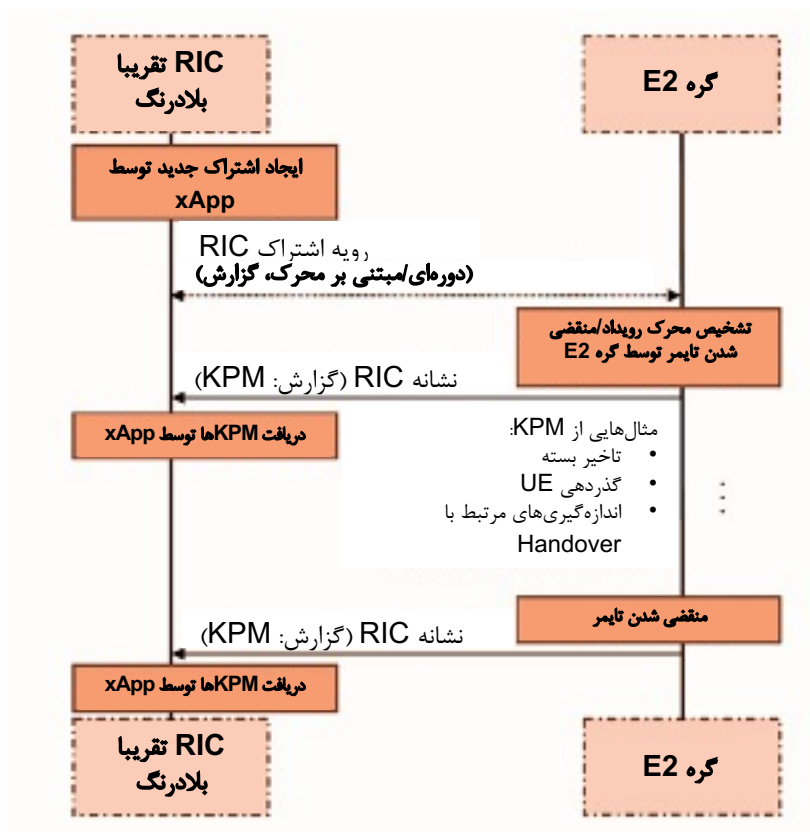 RIC تقریبا
بلادرنگ
گره E2
ایجاد اشتراک جدید توسط
xApp
رویه اشتراک RIC
(دوره‌ای/مبتنی بر محرک، گزارش)
تشخیص محرک رویداد/منقضی
شدن تایمر توسط گره E2
نشانه RIC (گزارش: KPM)
دریافت KPMها توسط xApp
مثال‌هایی از KPM:
• تاخیر بسته
• گذردهی UE
• اندازه‌گیری‌های مرتبط با
Handover
منقضی شدن تایمر
نشانه RIC (گزارش: KPM)
دریافت KPMها توسط xApp
RIC تقریبا
بلادرنگ
گره E2